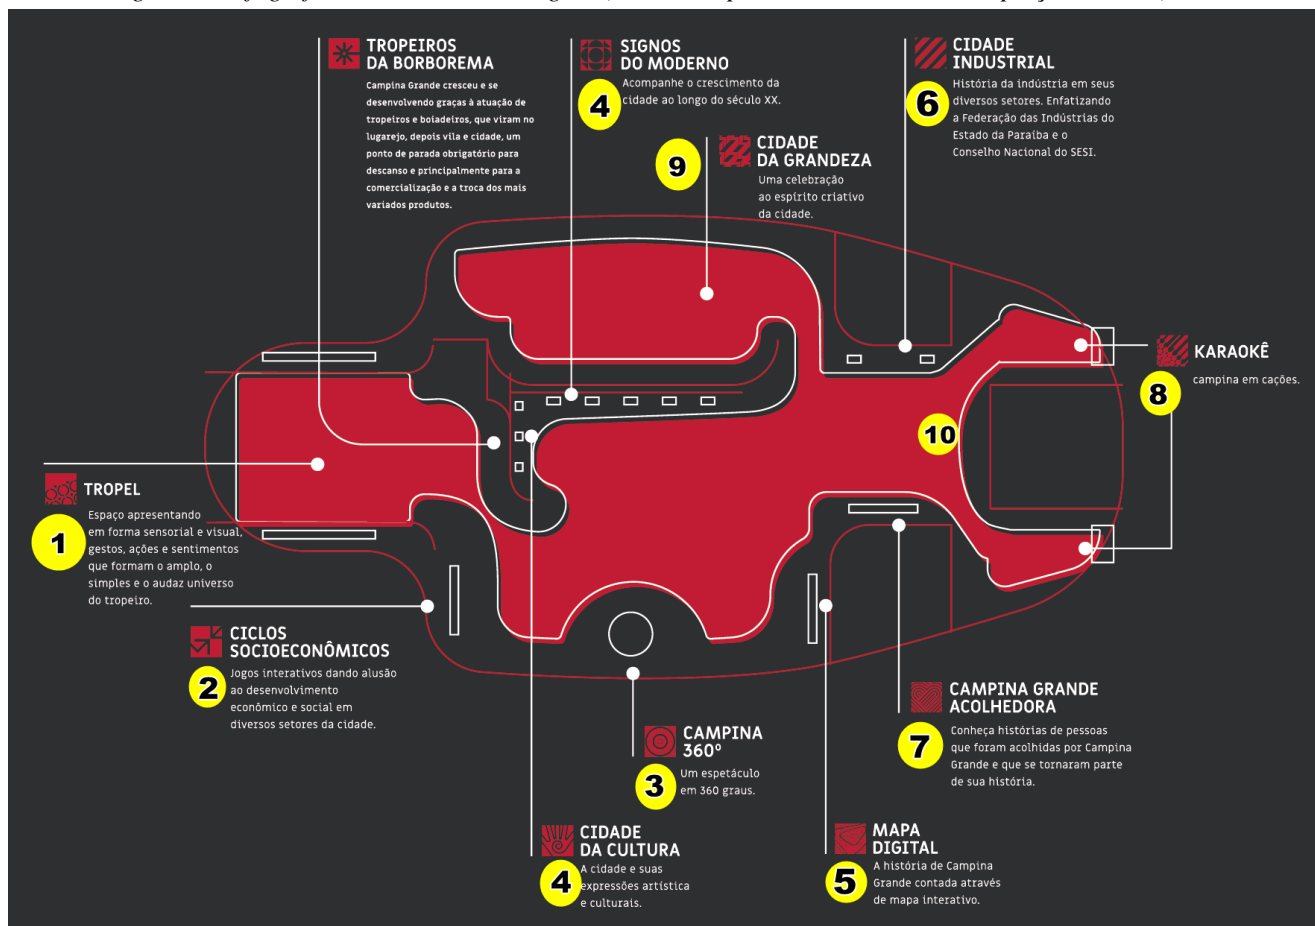 TROPEIROS
DA BORBOREMA
Campina Grande cresceu e se
desenvolvendo graças à atuação de
tropeiros e boiadeiros, que viram no
lugarejo, depois vila e cidade, um
ponto de parada obrigatório para
descanso e principalmente para a
comercialização e a troca dos mais
variados produtos.
SIGNOS
DO MODERNO
4
Acompanhe o crescimento da
cidade ao longo do século XX.
CIDADE
INDUSTRIAL
6
História da indústria em seus
diversos setores. Enfatizando
a Federação das Indústrias do
Estado da Paraíba e o
Conselho Nacional do SESI.
9
CIDADE
DA GRANDEZA
Uma celebração
ao espírito criativo
da cidade.
KARAOKÊ
8
campina em cações.
10
TROPEL
1
Espaço apresentando
em forma sensorial e visual,
gestos, ações e sentimentos
que formam o amplo, o
simples e o audaz universo
do tropeiro.
CICLOS
SOCIOECONÔMICOS
2
Jogos interativos dando alusão
ao desenvolvimento
econômico e social em
diversos setores da cidade.
CAMPINA
360º
3
Um espetáculo
em 360 graus.
CAMPINA GRANDE
ACOLHEDORA
7
Conheça histórias de pessoas
que foram acolhidas por Campina
Grande e que se tornaram parte
de sua história.
CIDADE
DA CULTURA
4
A cidade e suas
expressões artística
e culturais.
MAPA
DIGITAL
5
A história de Campina
Grande contada através
de mapa interativo.